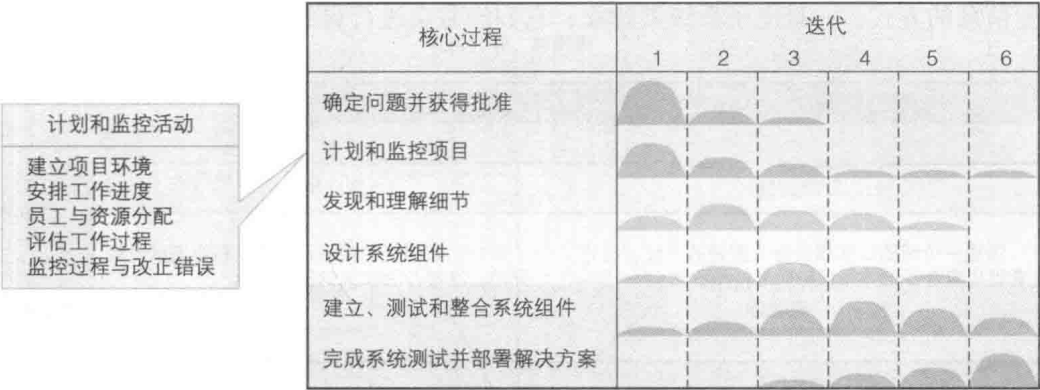 核心过程
迭代
1 2 3 4 5 6
确定问题并获得批准
计划和监控项目
发现和理解细节
设计系统组件
建立、测试和整合系统组件
完成系统测试并部署解决方案
计划和监控活动
建立项目环境
安排工作进度
员工与资源分配
评估工作过程
监控过程与改正错误